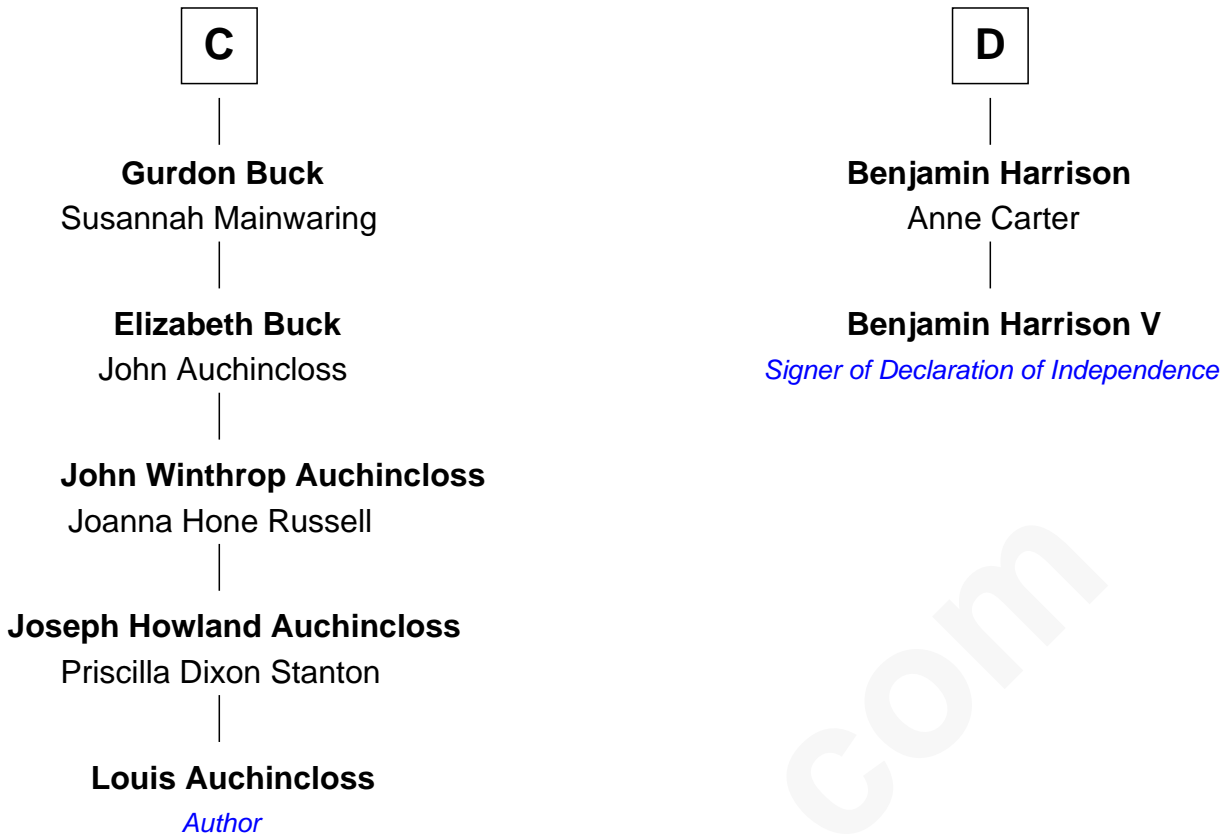 C
Gurdon Buck
Susannah Mainwaring
Elizabeth Buck
John Auchincloss
John Winthrop Auchincloss
Joanna Hone Russell
Joseph Howland Auchincloss
Priscilla Dixon Stanton
Louis Auchincloss
Author
D
Benjamin Harrison
Anne Carter
Benjamin Harrison V
Signer of Declaration of Independence
com